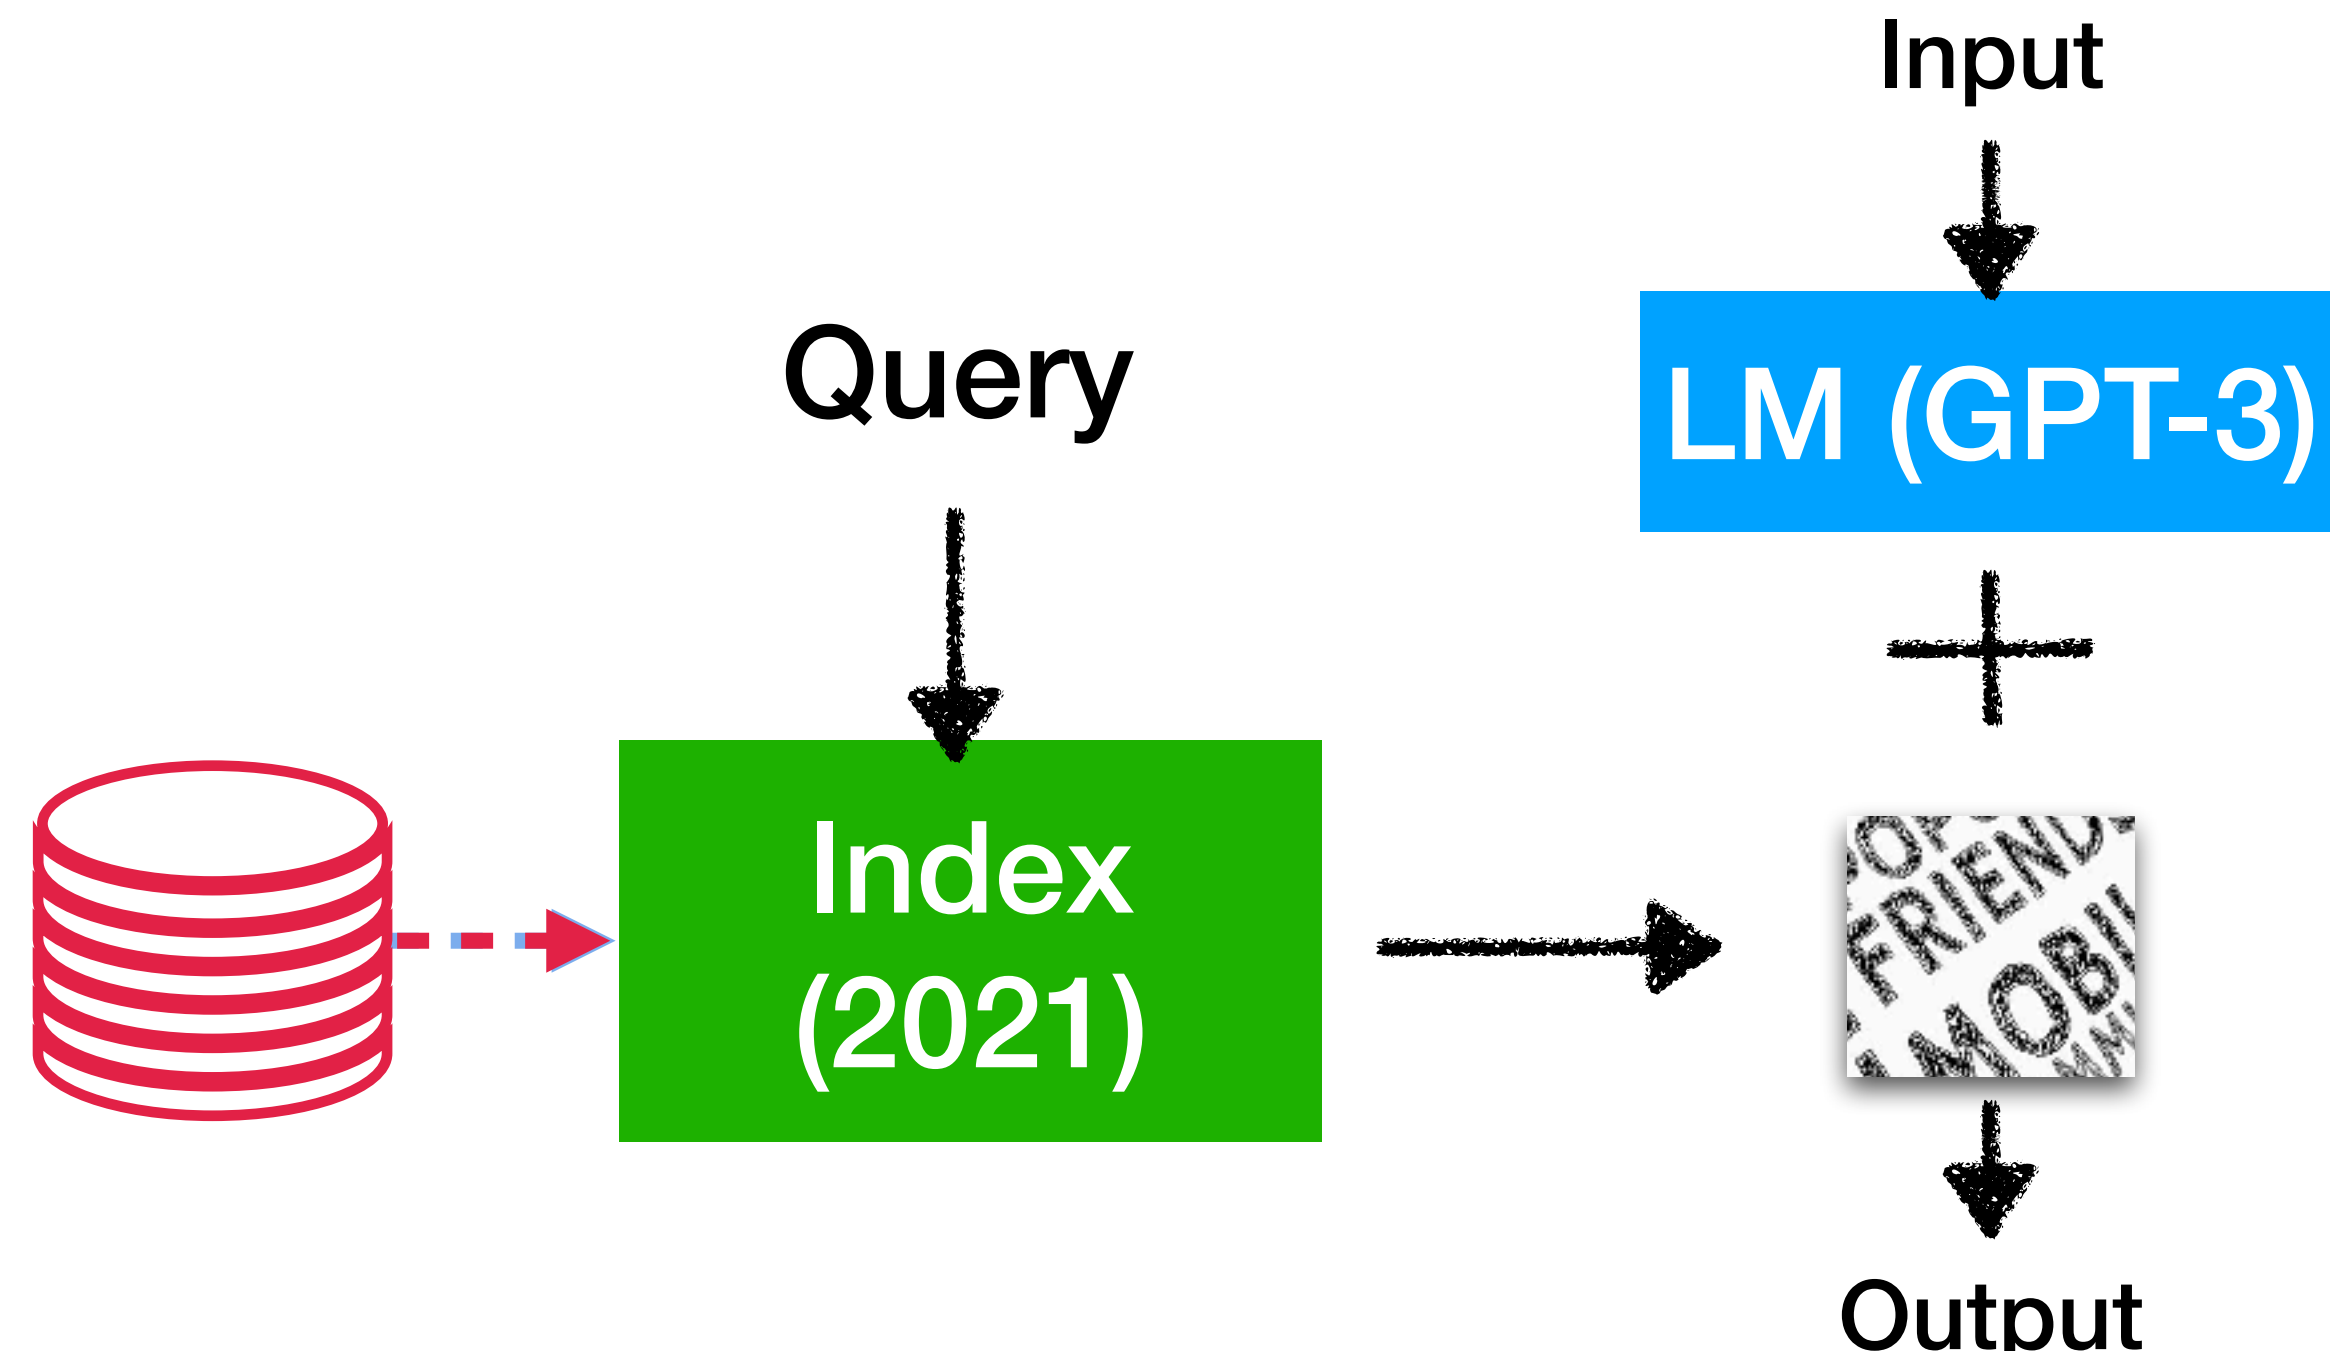 Input
LM (GPT-3)
Query
Index
(2021)
FRIEND
MOBI
Output